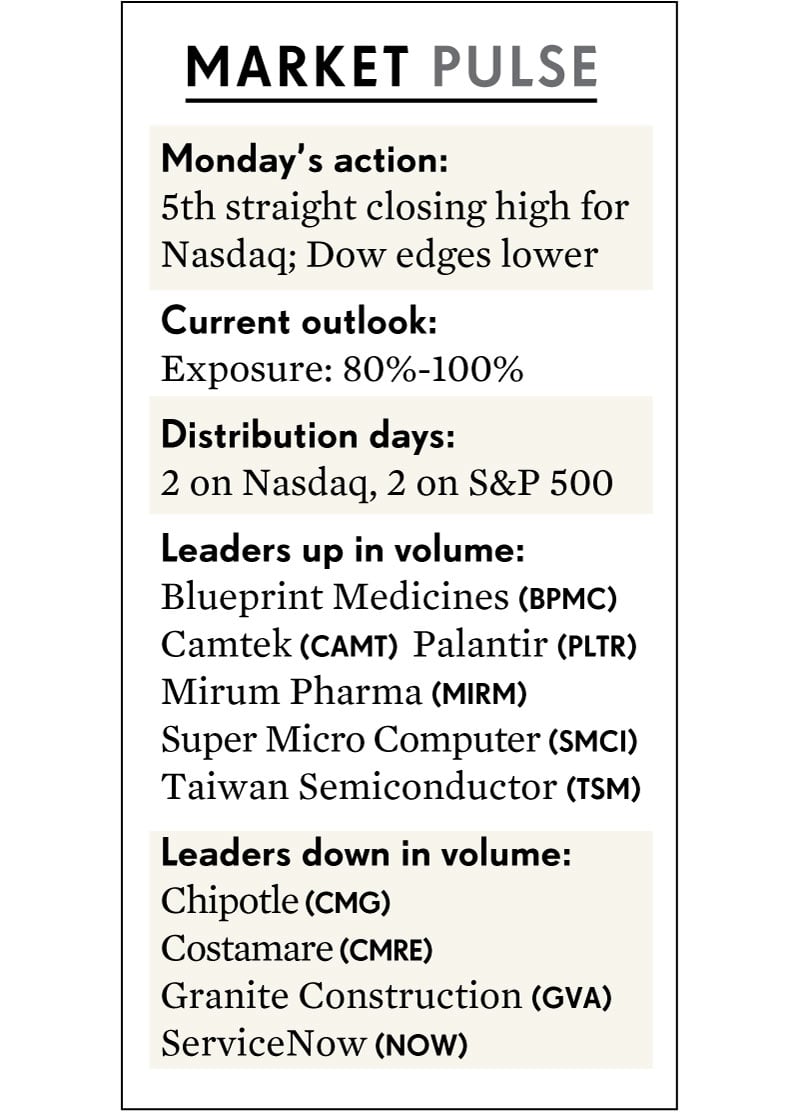 MARKET PULSE
Monday's action:
5th straight closing high for
Nasdaq; Dow edges lower
Current outlook:
Exposure: 80%-100%
Distribution days:
2 on Nasdaq, 2 on S&P 500
Leaders up in volume:
Blueprint Medicines (BPMC)
Camtek (CAMT) Palantir (PLTR)
Mirum Pharma (MIRM)
Super Micro Computer (SMCI)
Taiwan Semiconductor (TSM)
Leaders down in volume:
Chipotle (CMG)
Costamare (CMRE)
Granite Construction (GVA)
ServiceNow (NOW)